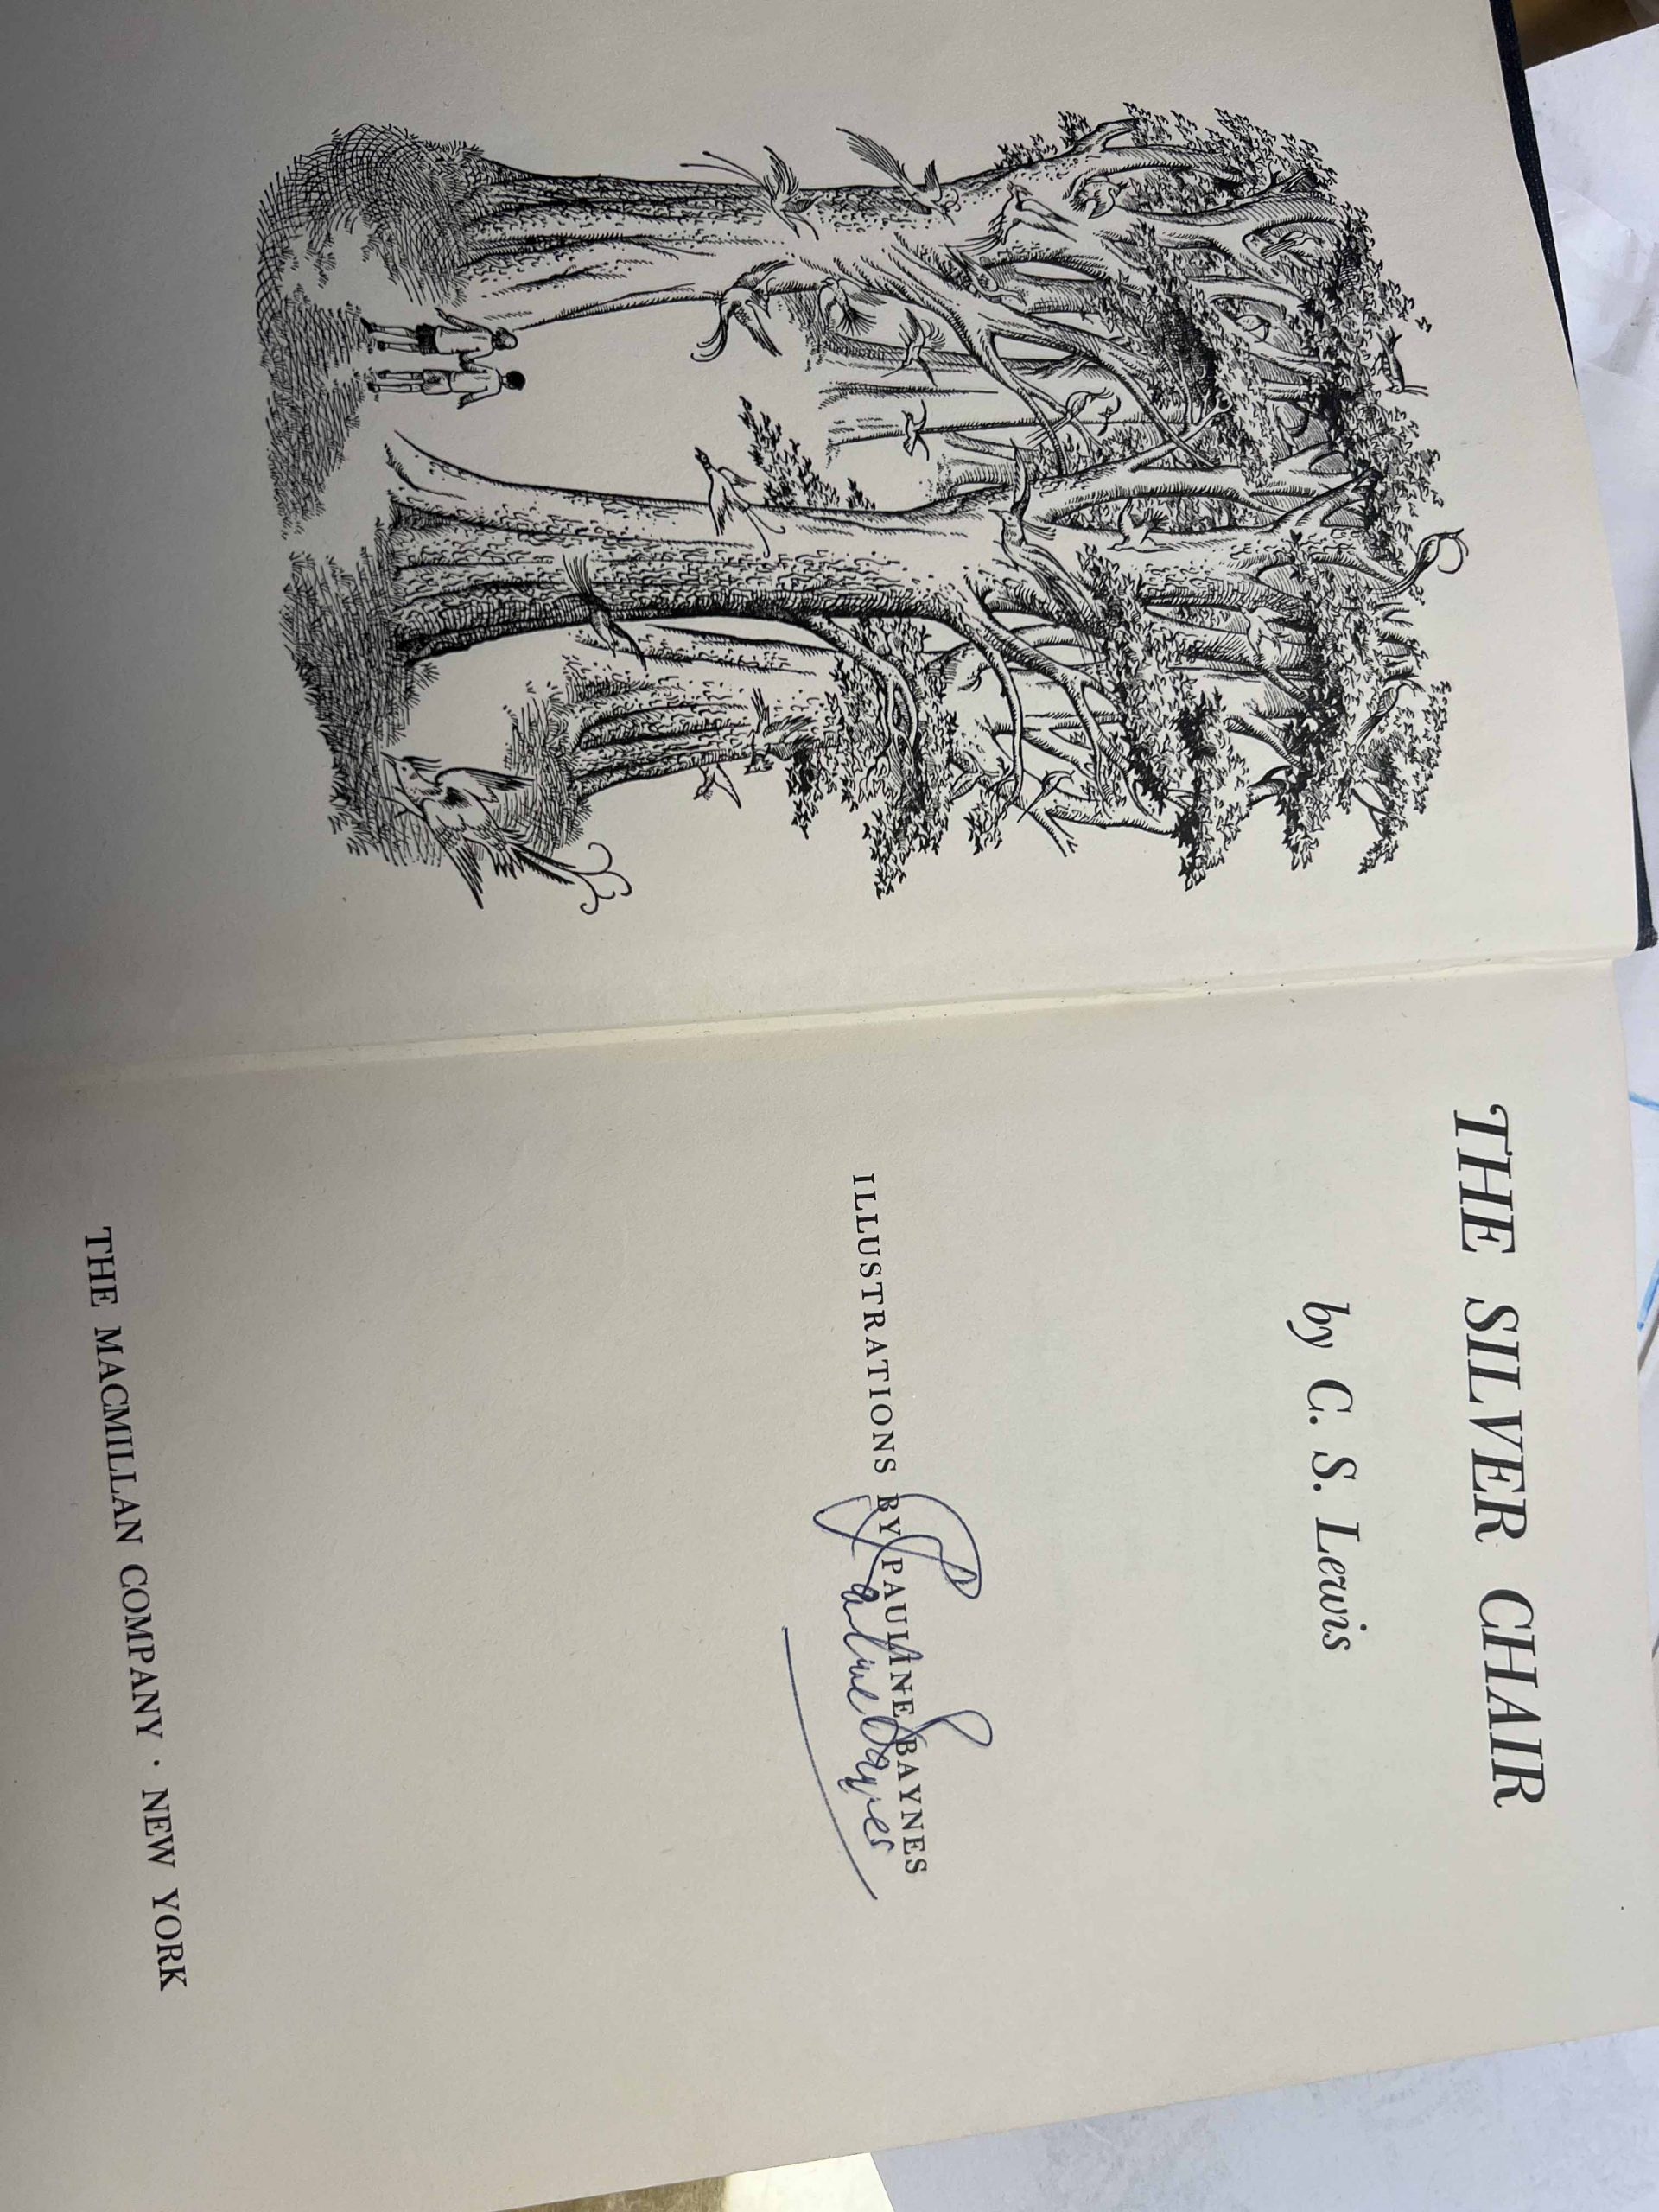 THE SILVER CHAIR
by C. S. Lewis
ILLUSTRATIONS BY PAULINE BAYNES
Pauline Baynes
THE MACMILLAN COMPANY · NEW YORK